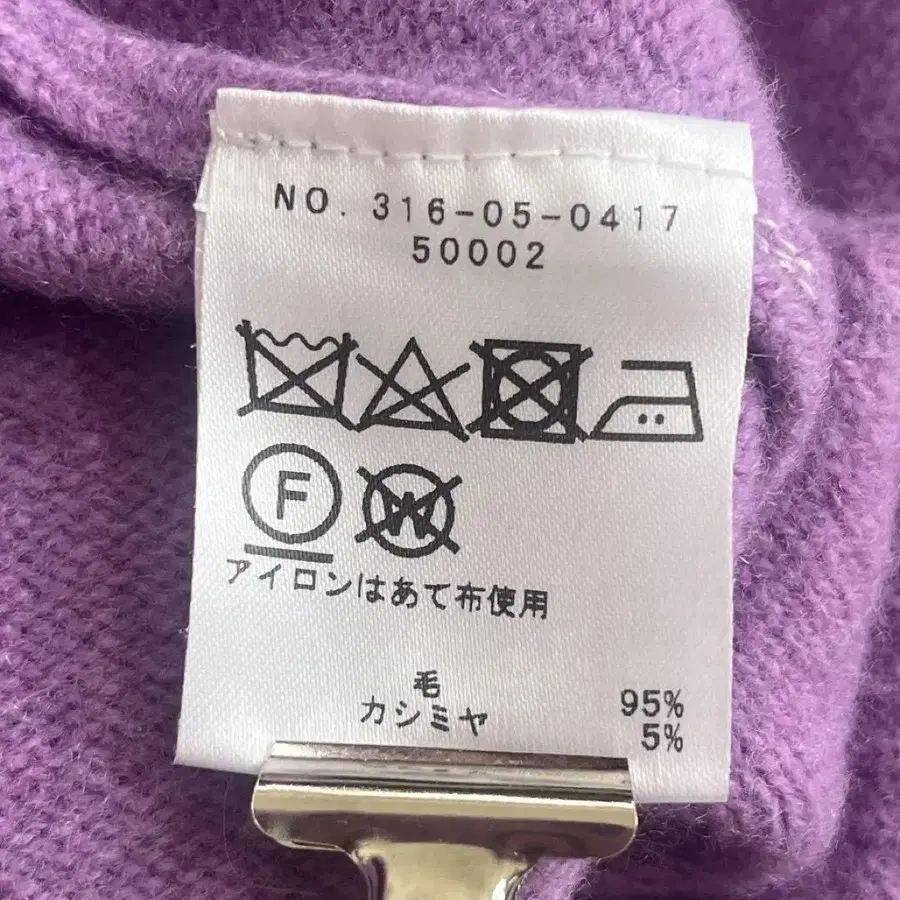 NO. 316-05-0417
50002
F W
アイロンはあて布使用
毛 95%
カシミヤ 5%